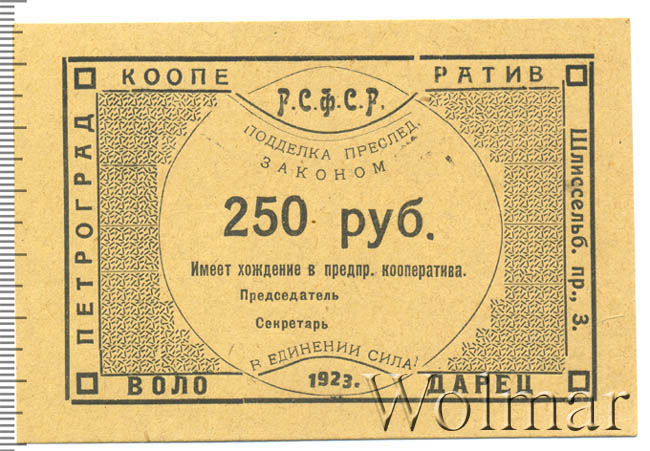 КООПЕ РАТИВ
Р.С.Ф.С.Р.
ПОДДЕЛКА ПРЕСЛЕД.
ЗАКОНОМ
ПЕТРОГРАД
Шлиссельб. пр., 3.
250 руб.
Имеет хождение в предпр. кооператива.
Председатель
Секретарь
В ЕДИНЕНИИ СИЛА!
ВОЛО 1923г. ДАРЕЦ
Wolmar